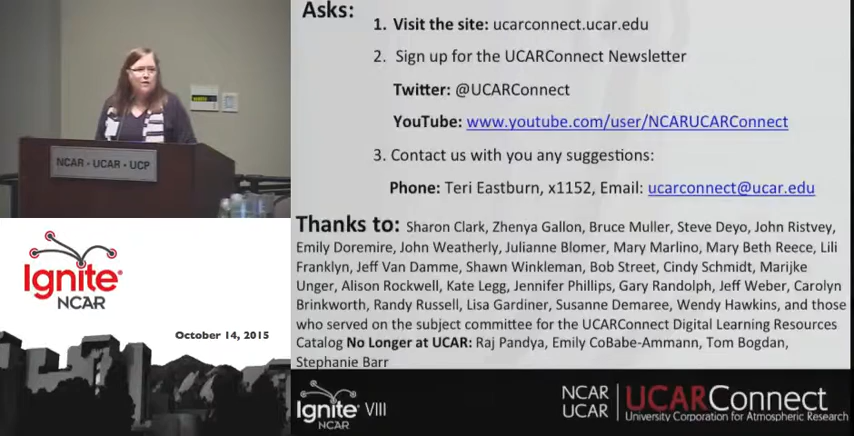 Asks:
1. Visit the site: ucarconnect.ucar.edu
2. Sign up for the UCARConnect Newsletter
Twitter: @UCARConnect
YouTube: www.youtube.com/user/NCARUCARConnect
3. Contact us with you any suggestions:
Phone: Teri Eastburn, x1152, Email: ucarconnect@ucar.edu
Thanks to: Sharon Clark, Zhenya Gallon, Bruce Muller, Steve Deyo, John Ristvey,
Emily Doremire, John Weatherly, Julianne Blomer, Mary Marlino, Mary Beth Reece, Lili
Franklyn, Jeff Van Damme, Shawn Winkleman, Bob Street, Cindy Schmidt, Marijke
Unger, Alison Rockwell, Kate Legg, Jennifer Phillips, Gary Randolph, Jeff Weber, Carolyn
Brinkworth, Randy Russell, Lisa Gardiner, Susanne Demaree, Wendy Hawkins, and those
who served on the subject committee for the UCARConnect Digital Learning Resources
Catalog No Longer at UCAR: Raj Pandya, Emily CoBabe-Ammann, Tom Bogdan,
Stephanie Barr
NCAR • UCAR • UCP
Ignite®
NCAR
October 14, 2015
Ignite® VIII
NCAR
NCAR
UCAR
UCARConnect
University Corporation for Atmospheric Research